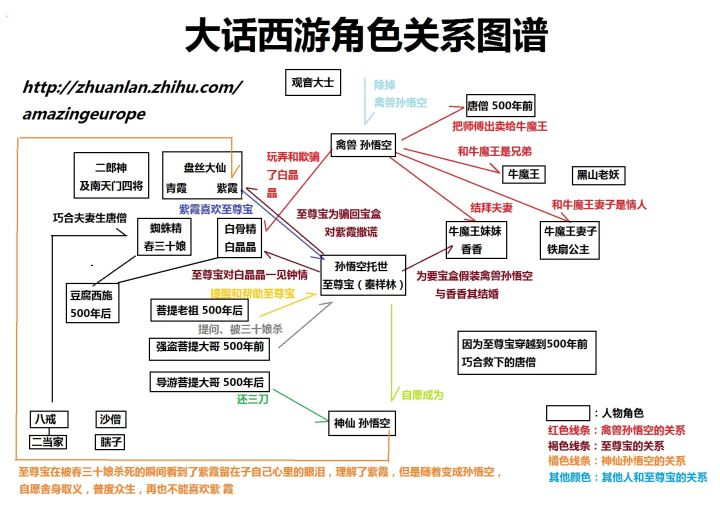 大话西游角色关系图谱
http://zhuanlan.zhihu.com/
amazingeurope
观音大士
除掉
禽兽孙悟空
唐僧 500年前
把师傅出卖给牛魔王
禽兽 孙悟空
和牛魔王是兄弟
牛魔王
黑山老妖
二郎神
及南天门四将
盘丝大仙
青霞 紫霞
玩弄和欺骗
了白晶
晶
结拜夫妻
和牛魔王妻子是情人
紫霞喜欢至尊宝
至尊宝为骗回宝盒
对紫霞撒谎
巧合夫妻生唐僧
蜘蛛精
春三十娘
白骨精
白晶晶
牛魔王妹妹
香香
牛魔王妻子
铁扇公主
孙悟空托世
至尊宝（秦祥林）
至尊宝对白晶晶一见钟情
为要宝盒假装禽兽孙悟空
与香香其结婚
豆腐西施
500年后
提醒和帮助至尊宝
菩提老祖 500年后
提问、被三十娘杀
强盗菩提大哥 500年前
因为至尊宝穿越到500年前
巧合救下的唐僧
导游菩提大哥 500年后
还三刀
自愿成为
八戒
二当家
沙僧
瞎子
神仙 孙悟空
：人物角色
红色线条：禽兽孙悟空的关系
褐色线条：至尊宝的关系
橘色线条：神仙孙悟空的关系
其他颜色：其他人和至尊宝的关系
至尊宝在被春三十娘杀死的瞬间看到了紫霞留在子自己心里的眼泪，理解了紫霞，但是随着变成孙悟空，
自愿舍身取义，普度众生，再也不能喜欢紫 霞